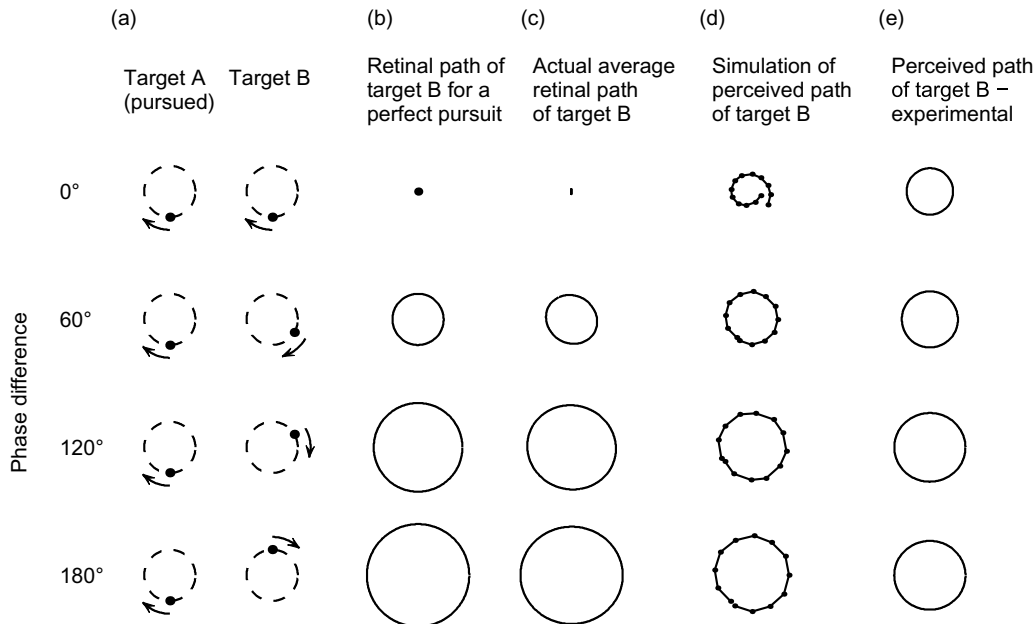 (a) (b) (c) (d) (e)
Target A
(pursued)
Target B
Retinal path of
target B for a
perfect pursuit
Actual average
retinal path
of target B
Simulation of
perceived path
of target B
Perceived path
of target B –
experimental
Phase difference
0°
60°
120°
180°